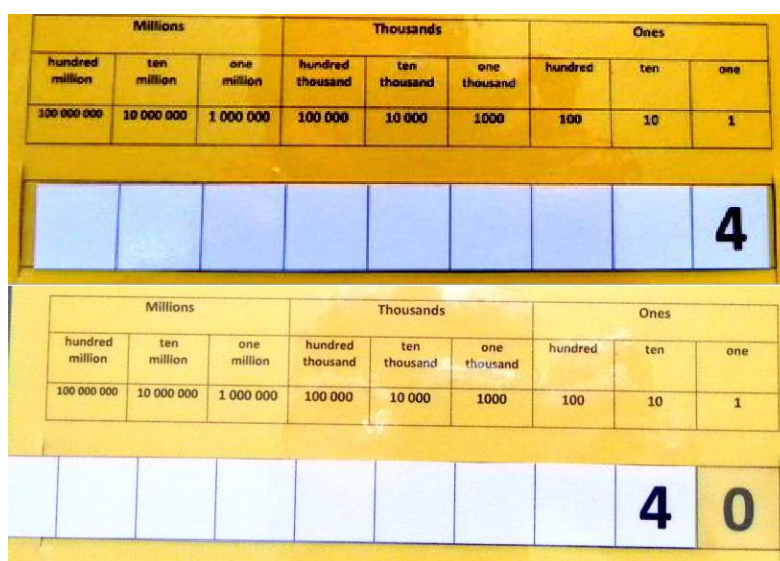 Millions Thousands Ones
hundred million ten million one million hundred thousand ten thousand one thousand hundred ten one
100 000 000 10 000 000 1 000 000 100 000 10 000 1000 100 10 1
4
Millions Thousands Ones
hundred million ten million one million hundred thousand ten thousand one thousand hundred ten one
100 000 000 10 000 000 1 000 000 100 000 10 000 1000 100 10 1
4 0